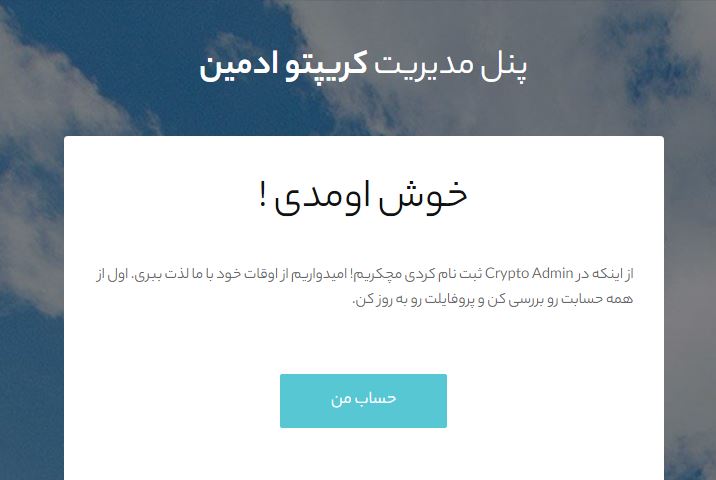 پنل مدیریت کریپتو ادمین
خوش اومدی !
از اینکه در Crypto Admin ثبت نام کردی مچکریم! امیدواریم از اوقات خود با ما لذت ببری. اول از
همه حسابت رو بررسی کن و پروفایلت رو به روز کن.
حساب من